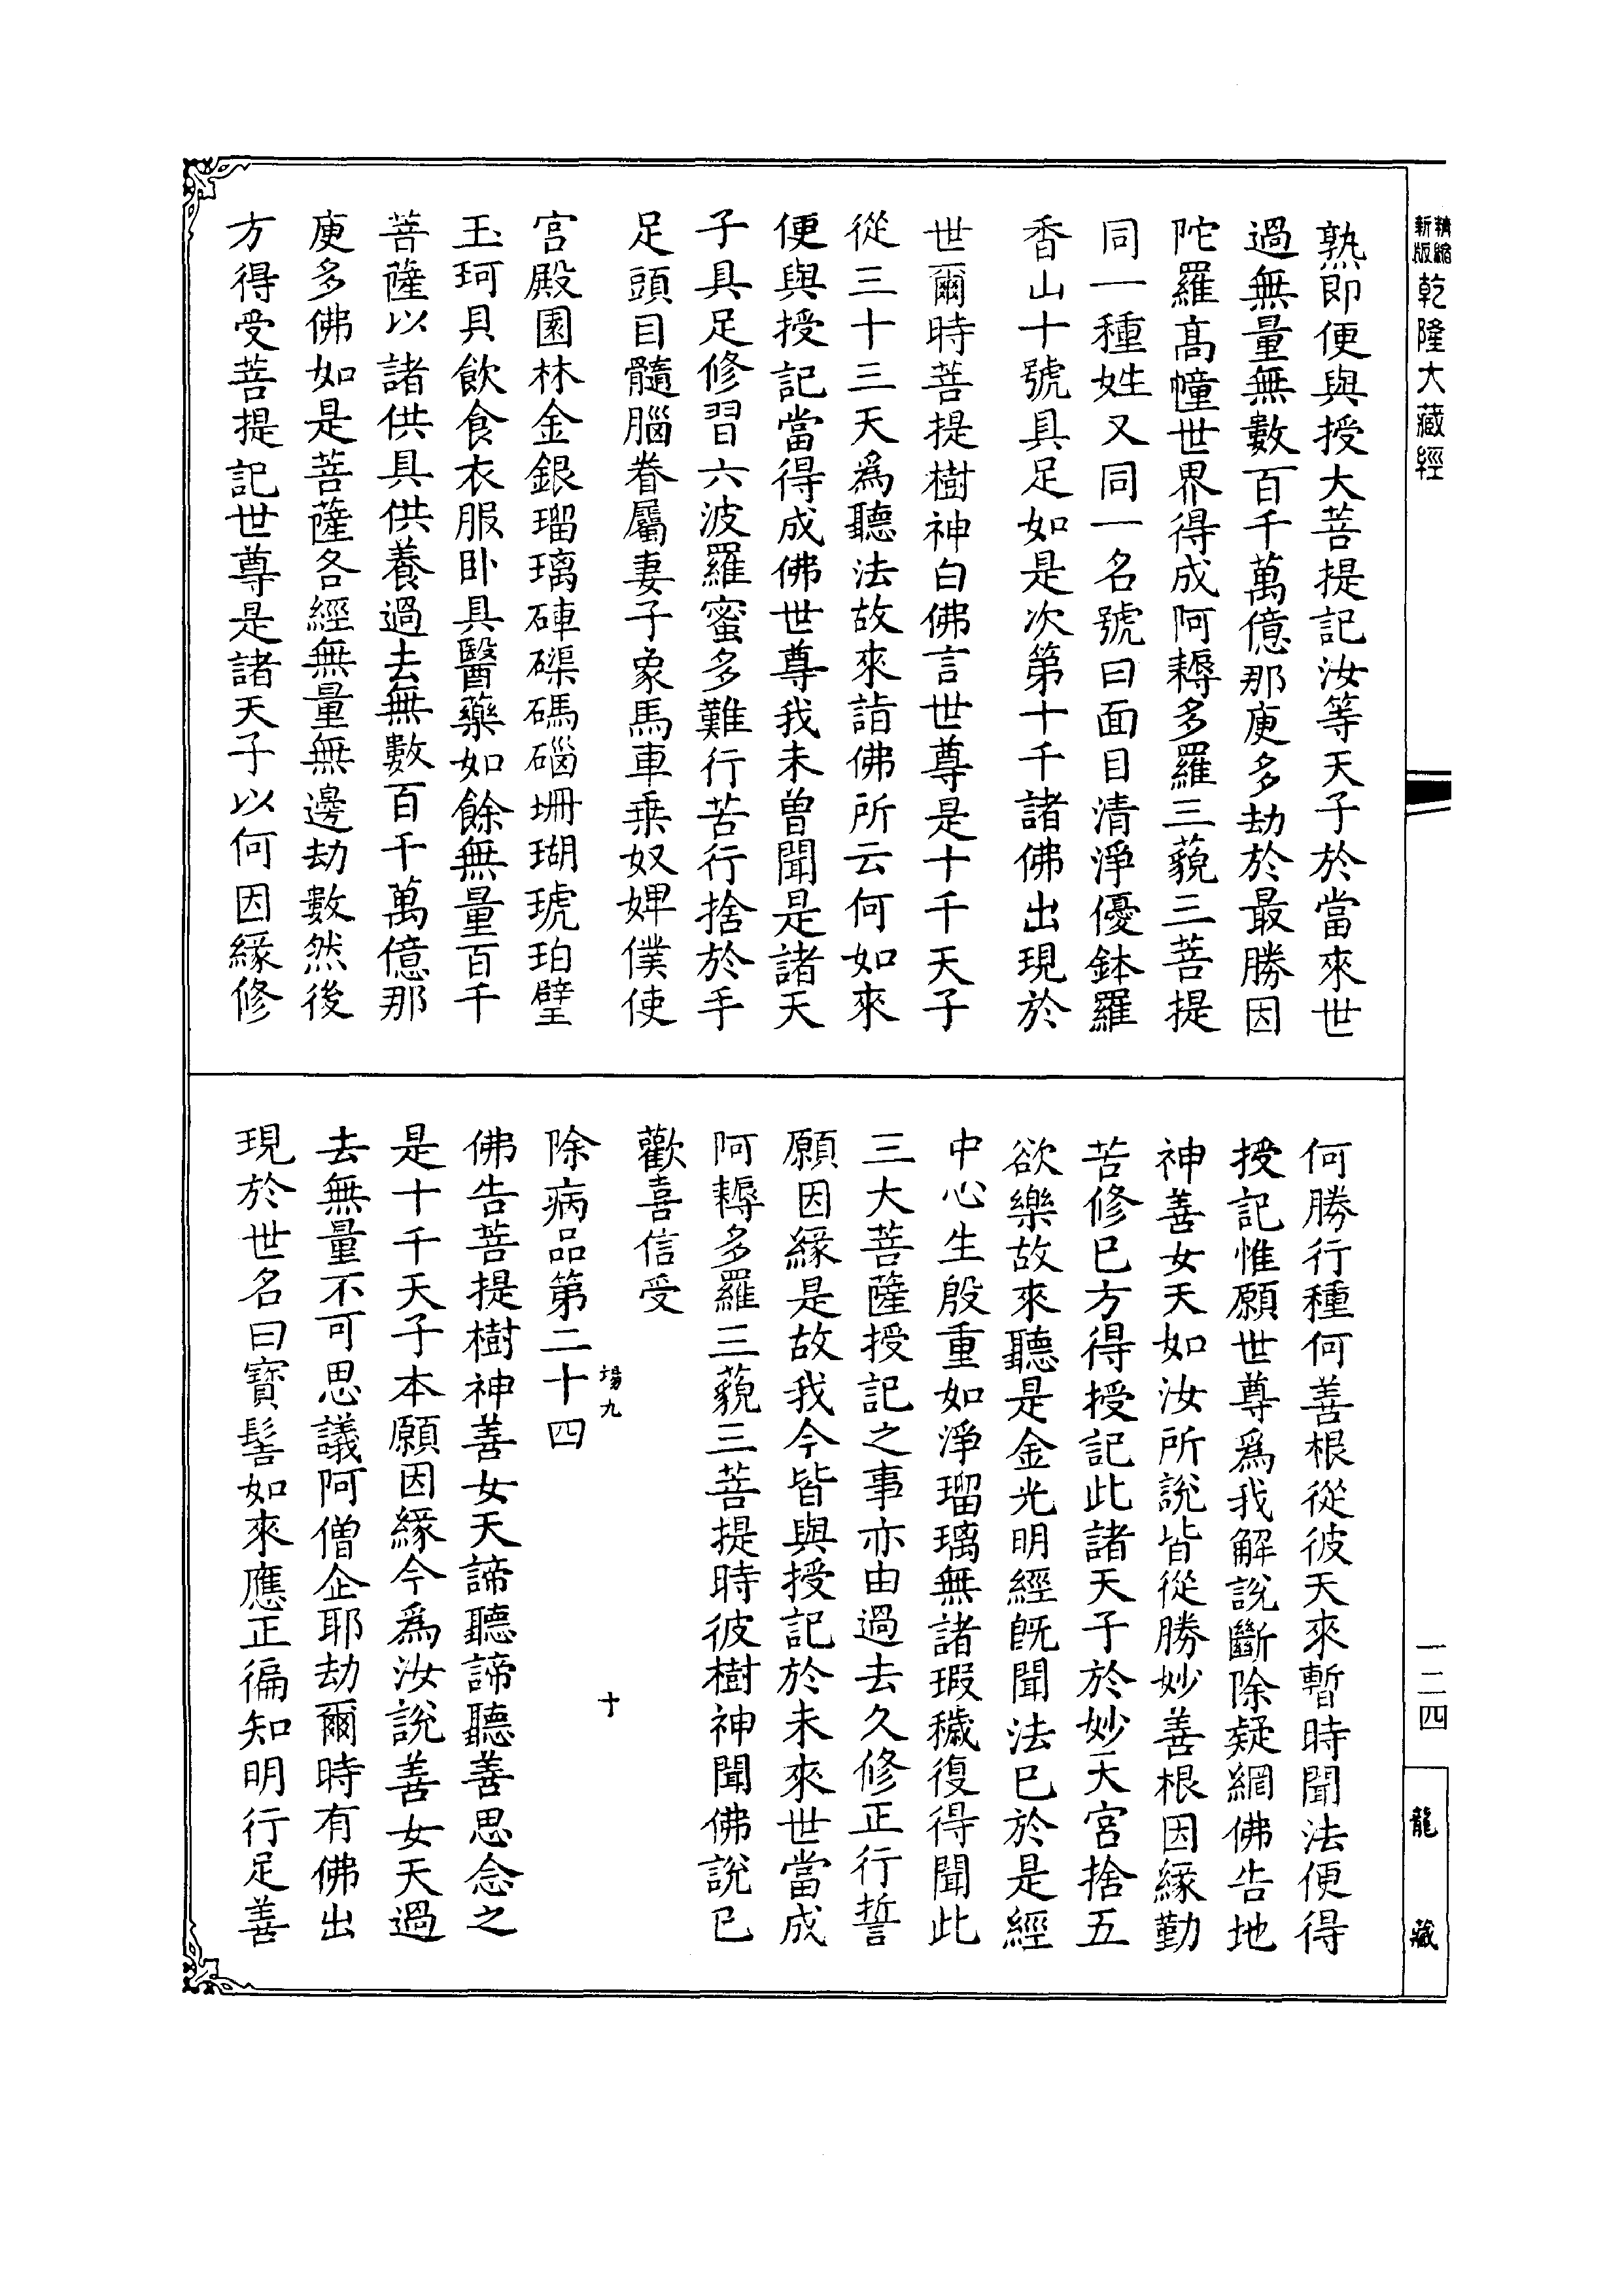 精縮新版乾隆大藏經
熟即便與授大菩提記汝等天子於當來世
過無量無數百千萬億那庾多劫於最勝因
陀羅高幢世界得成阿耨多羅三藐三菩提
同一種姓又同一名號曰面目清淨優鉢羅
香山十號具足如是次第十千諸佛出現於
世爾時菩提樹神白佛言世尊是十千天子
從三十三天爲聽法故來詣佛所云何如來
便與授記當得成佛世尊我未曾聞是諸天
子具足修習六波羅蜜多難行苦行捨於手
足頭目髓腦眷屬妻子象馬車乘奴婢僕使
宮殿園林金銀瑠璃硨磲碼碯珊瑚琥珀璧
玉珂貝飲食衣服卧具醫藥如餘無量百千
菩薩以諸供具供養過去無數百千萬億那
庾多佛如是菩薩各經無量無邊劫數然後
方得受菩提記世尊是諸天子以何因緣修
何勝行種何善根從彼天來暫時聞法便得
授記惟願世尊爲我解說斷除疑網佛告地
神善女天如汝所說皆從勝妙善根因緣勤
苦修已方得授記此諸天子於妙天宮捨五
欲樂故來聽是金光明經旣聞法已於是經
中心生殷重如淨瑠璃無諸瑕穢復得聞此
三大菩薩授記之事亦由過去久修正行誓
願因緣是故我今皆與授記於未來世當成
阿耨多羅三藐三菩提時彼樹神聞佛說已
歡喜信受
場九
十
除病品第二十四
佛告菩提樹神善女天諦聽諦聽善思念之
是十千天子本願因緣今爲汝說善女天過
去無量不可思議阿僧企耶劫爾時有佛出
現於世名曰寶髻如來應正徧知明行足善
一二四
龍藏